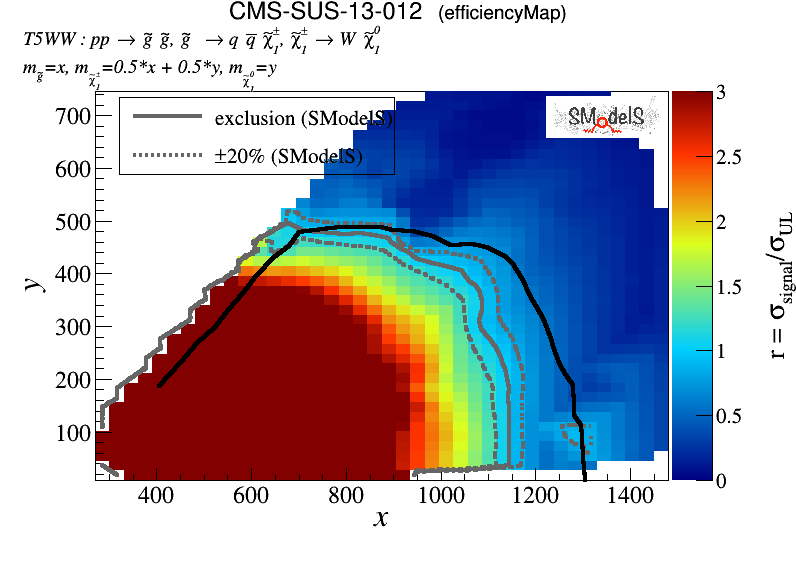 CMS-SUS-13-012 (efficiencyMap)
T5WW : pp → g̃ g̃, g̃ → q q̅ χ̃₁±, χ̃₁± → W χ̃₁⁰
m_g̃=x, m_χ̃₁±=0.5*x + 0.5*y, m_χ̃₁⁰=y
exclusion (SModelS)
±20% (SModelS)
SModelS
700
600
500
400
300
200
100
y
400 600 800 1000 1200 1400
x
3
2.5
2
1.5
1
0.5
0
r = σ_signal/σ_UL